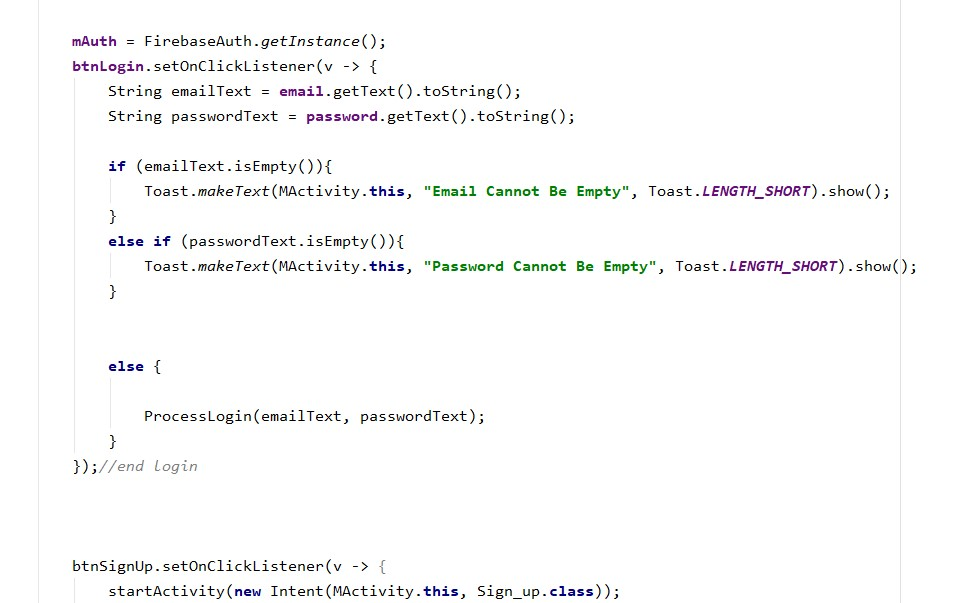 mAuth = FirebaseAuth.getInstance();
btnLogin.setOnClickListener(v -> {
String emailText = email.getText().toString();
String passwordText = password.getText().toString();
if (emailText.isEmpty()){
Toast.makeText(MActivity.this, "Email Cannot Be Empty", Toast.LENGTH_SHORT).show();
}
else if (passwordText.isEmpty()){
Toast.makeText(MActivity.this, "Password Cannot Be Empty", Toast.LENGTH_SHORT).show();
}
else {
ProcessLogin(emailText, passwordText);
}
});//end login
btnSignUp.setOnClickListener(v -> {
startActivity(new Intent(MActivity.this, Sign_up.class));